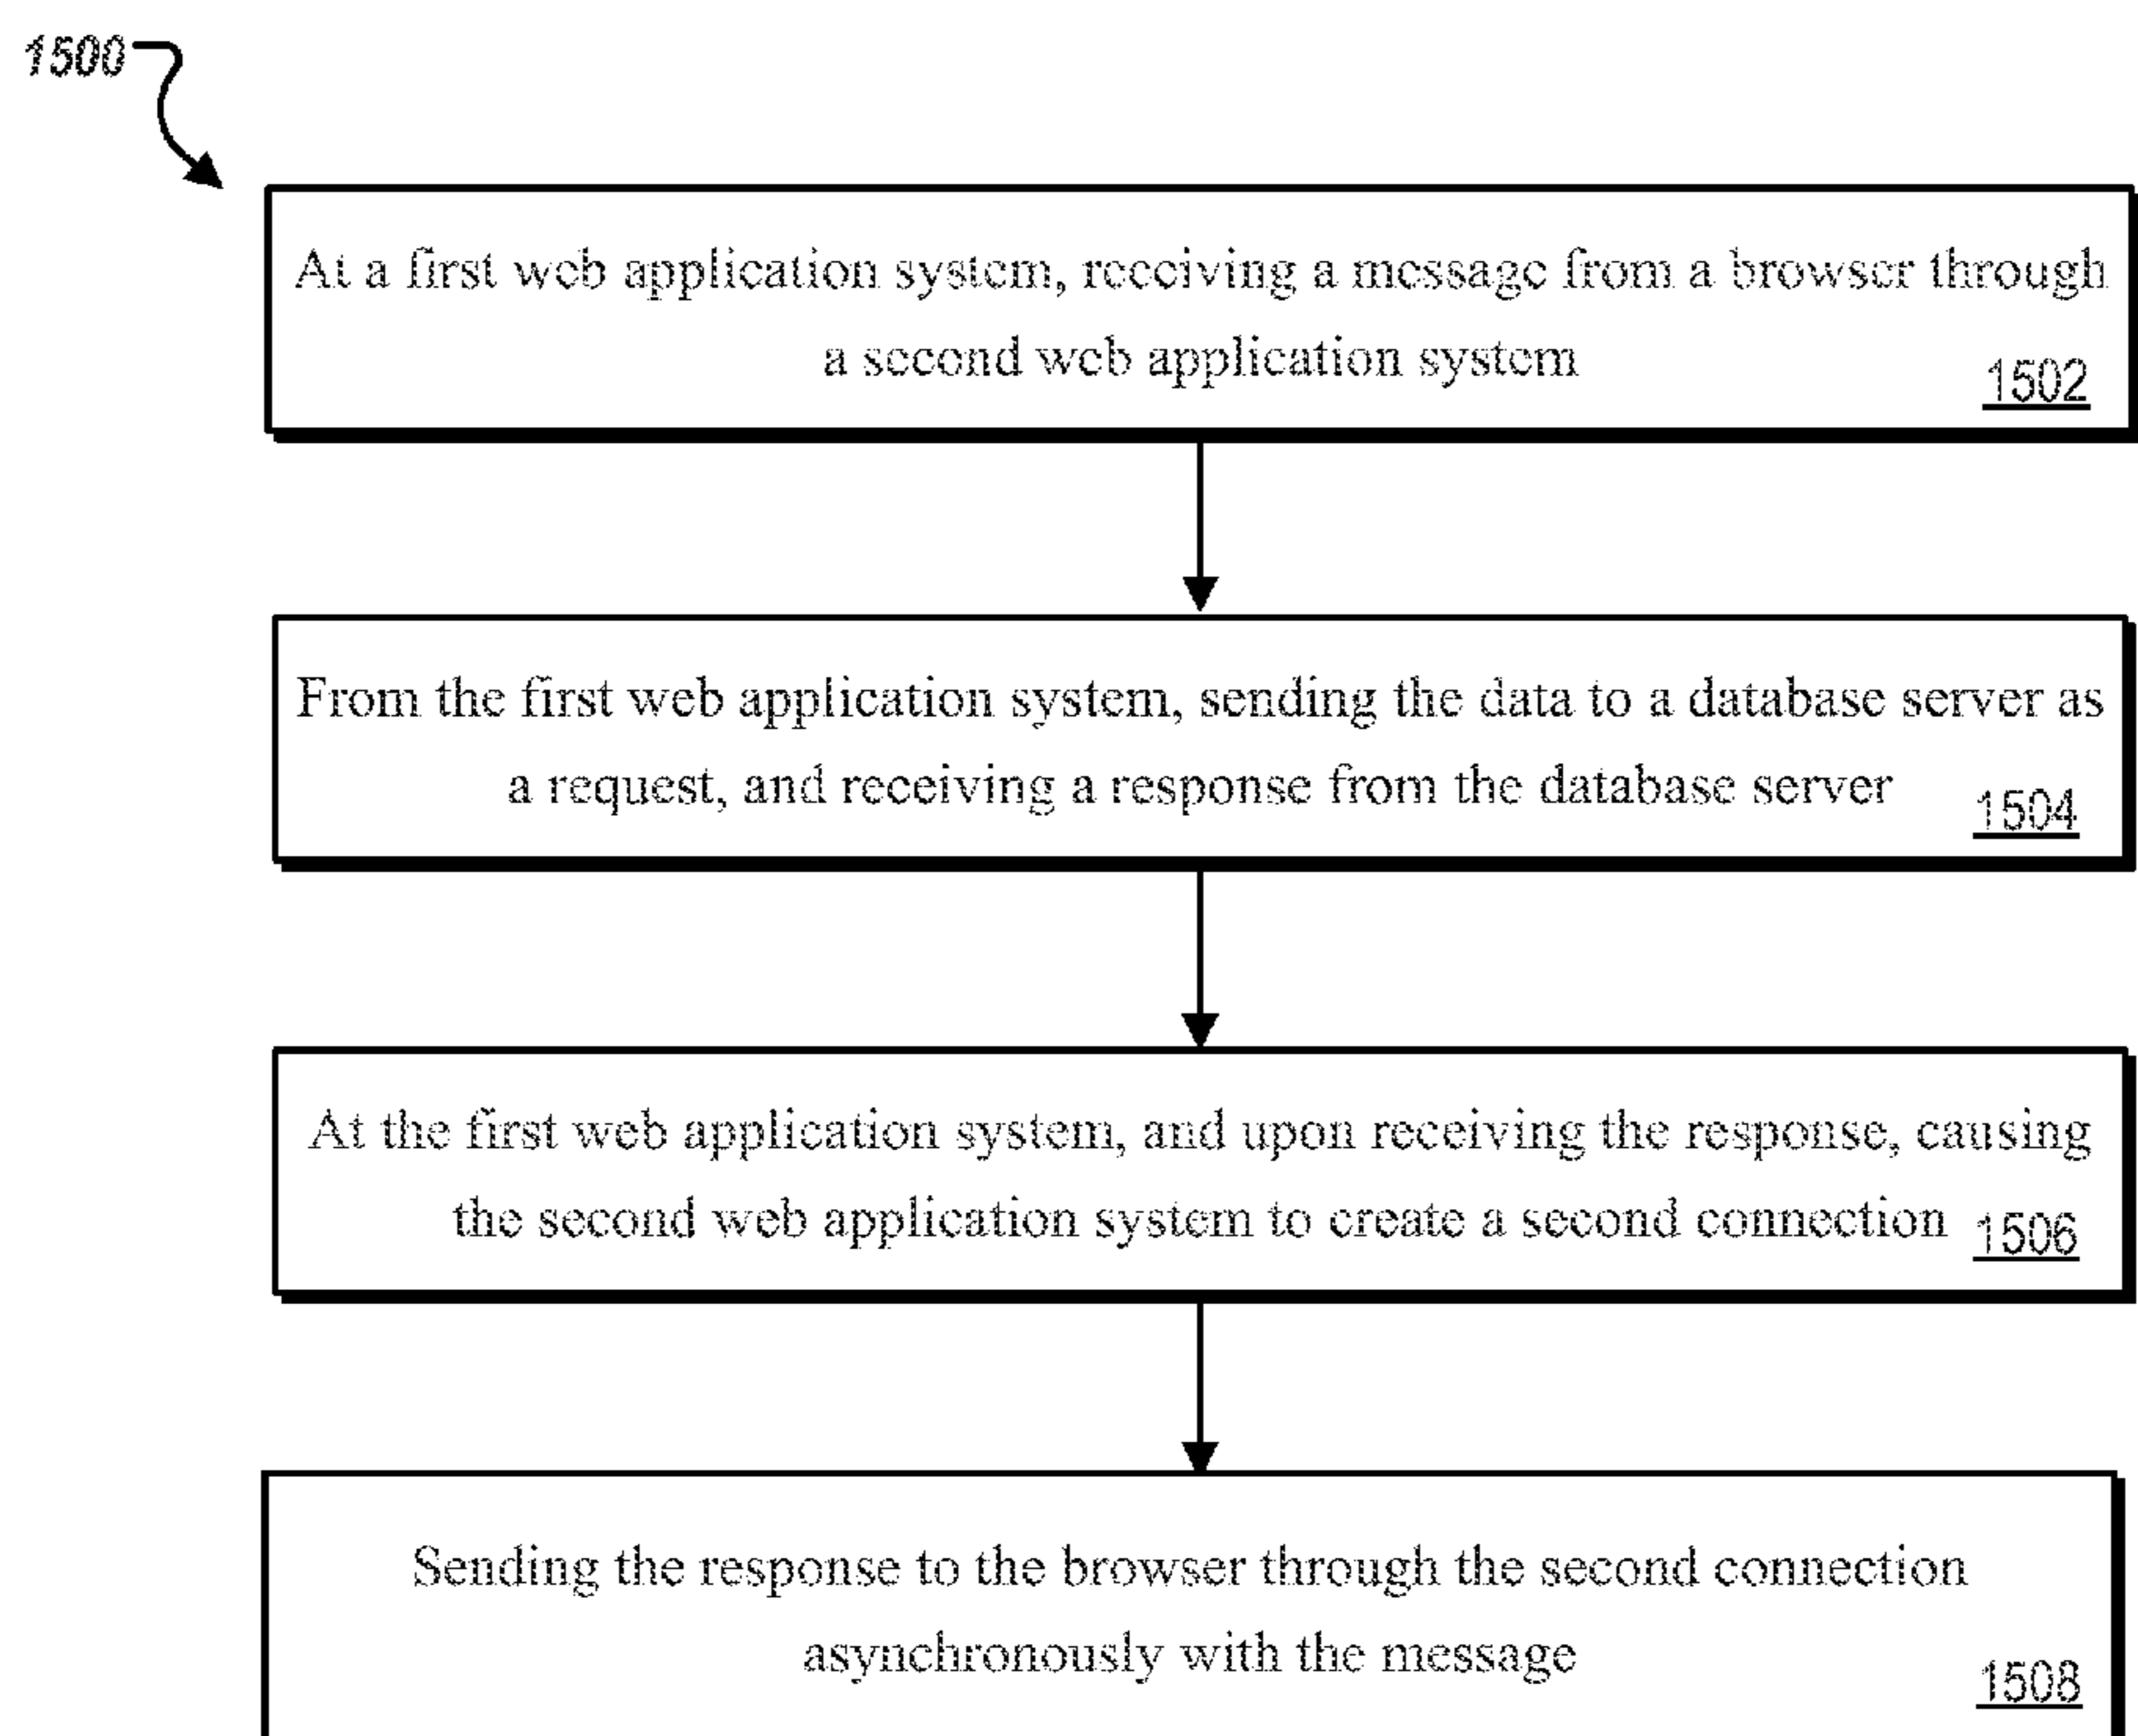 1500
At a first web application system, receiving a message from a browser through
a second web application system
1502
From the first web application system, sending the data to a database server as
a request, and receiving a response from the database server
1504
At the first web application system, and upon receiving the response, causing
the second web application system to create a second connection
1506
Sending the response to the browser through the second connection
asynchronously with the message
1508